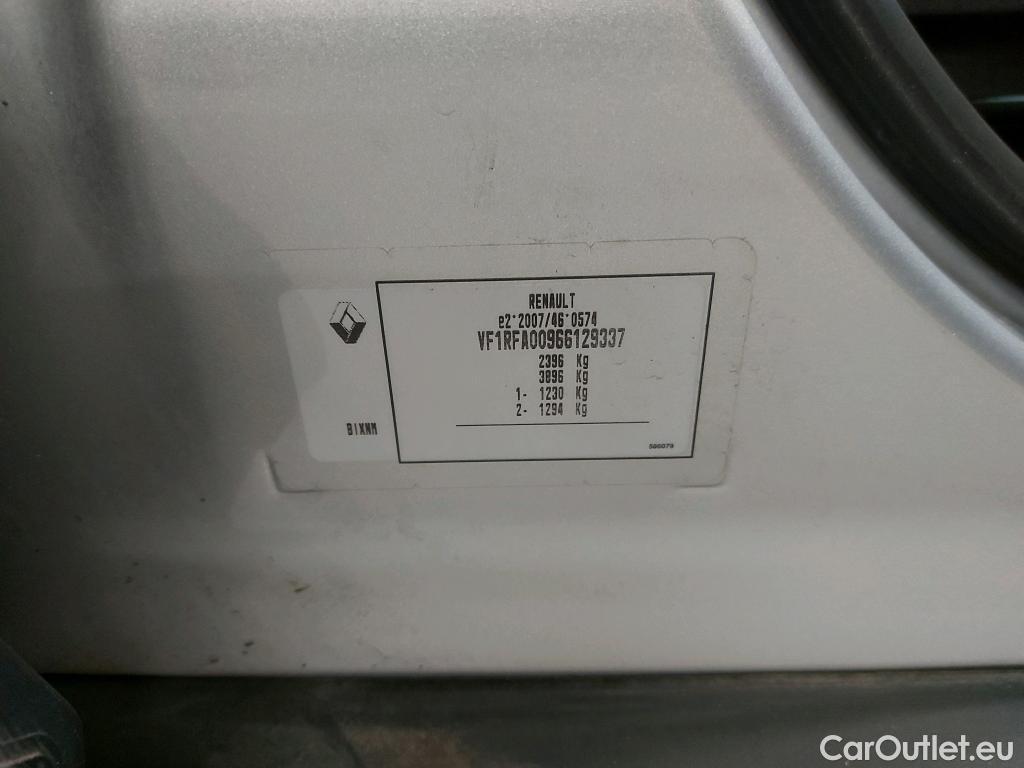 RENAULT
e2*2007/46*0574
VF1RFA00966129337
2396 Kg
3896 Kg
1- 1230 Kg
2- 1294 Kg
BIXNM
586079
CarOutlet.eu